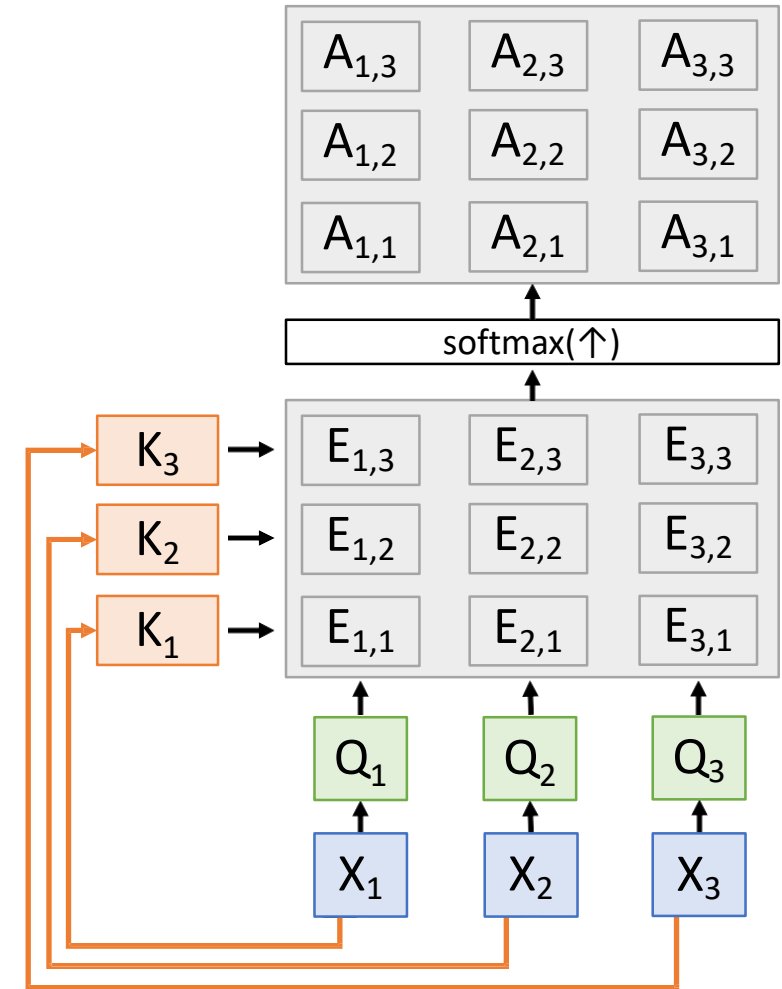 A1,3 A2,3 A3,3
A1,2 A2,2 A3,2
A1,1 A2,1 A3,1
softmax(↑)
K3 E1,3 E2,3 E3,3
K2 E1,2 E2,2 E3,2
K1 E1,1 E2,1 E3,1
Q1 Q2 Q3
X1 X2 X3